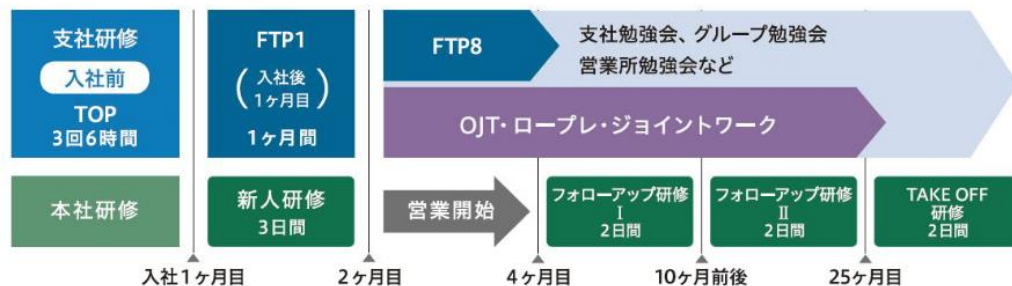 支社研修
入社前
TOP
3回6時間
FTP1
(入社後
1ヶ月目)
1ヶ月間
FTP8
支社勉強会、グループ勉強会
営業所勉強会など
OJT・ロープレ・ジョイントワーク
本社研修
新人研修
3日間
営業開始
フォローアップ研修
I
2日間
フォローアップ研修
II
2日間
TAKE OFF
研修
2日間
入社1ヶ月目
2ヶ月目
4ヶ月目
10ヶ月前後
25ヶ月目